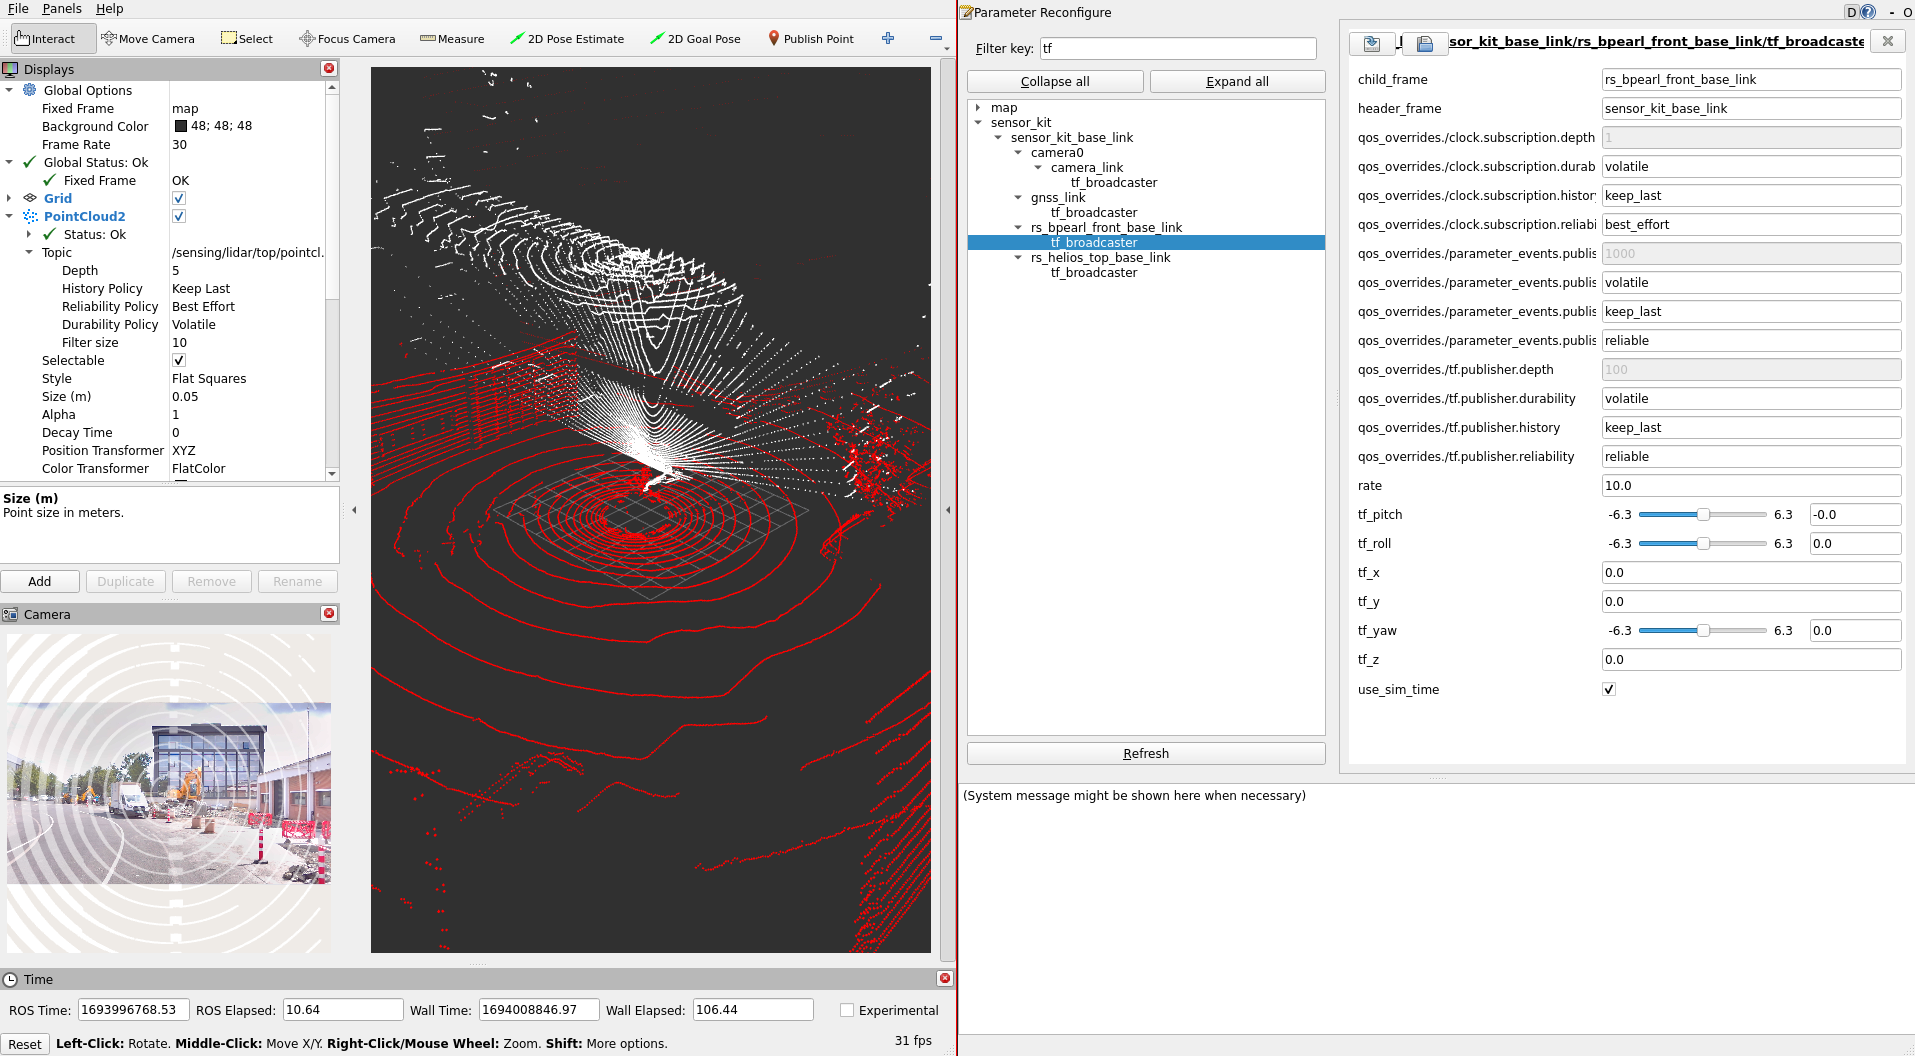 File Panels Help
Interact Move Camera Select Focus Camera Measure 2D Pose Estimate 2D Goal Pose Publish Point
Displays
Global Options
Fixed Frame map
Background Color 48; 48; 48
Frame Rate 30
Global Status: Ok
Fixed Frame OK
Grid
PointCloud2
Status: Ok
Topic /sensing/lidar/top/pointcl.
Depth 5
History Policy Keep Last
Reliability Policy Best Effort
Durability Policy Volatile
Filter size 10
Selectable
Style Flat Squares
Size (m) 0.05
Alpha 1
Decay Time 0
Position Transformer XYZ
Color Transformer FlatColor
Size (m)
Point size in meters.
Add Duplicate Remove Rename
Camera
Time
ROS Time: 1693996768.53 ROS Elapsed: 10.64 Wall Time: 1694008846.97 Wall Elapsed: 106.44 Experimental
Reset Left-Click: Rotate. Middle-Click: Move X/Y. Right-Click/Mouse Wheel: Zoom. Shift: More options. 31 fps
Parameter Reconfigure D ? - O
Filter key: tf
Collapse all Expand all
map
sensor_kit
sensor_kit_base_link
camera0
camera_link
tf_broadcaster
gnss_link
tf_broadcaster
rs_bpearl_front_base_link
tf_broadcaster
rs_helios_top_base_link
tf_broadcaster
Refresh
sor_kit_base_link/rs_bpearl_front_base_link/tf_broadcaste
child_frame rs_bpearl_front_base_link
header_frame sensor_kit_base_link
qos_overrides./clock.subscription.depth 1
qos_overrides./clock.subscription.durab volatile
qos_overrides./clock.subscription.histor keep_last
qos_overrides./clock.subscription.reliabi best_effort
qos_overrides./parameter_events.publis 1000
qos_overrides./parameter_events.publis volatile
qos_overrides./parameter_events.publis keep_last
qos_overrides./parameter_events.publis reliable
qos_overrides./tf.publisher.depth 100
qos_overrides./tf.publisher.durability volatile
qos_overrides./tf.publisher.history keep_last
qos_overrides./tf.publisher.reliability reliable
rate 10.0
tf_pitch -6.3 6.3 -0.0
tf_roll -6.3 6.3 0.0
tf_x 0.0
tf_y 0.0
tf_yaw -6.3 6.3 0.0
tf_z 0.0
use_sim_time
(System message might be shown here when necessary)